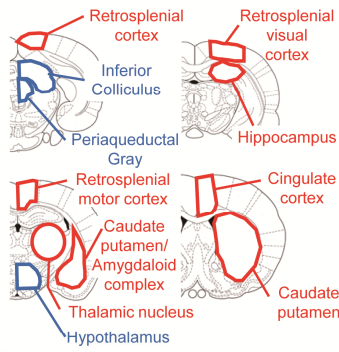 Retrosplenial
cortex
Inferior
Colliculus
Periaqueductal
Gray
Retrosplenial
visual
cortex
Hippocampus
Retrosplenial
motor cortex
Caudate
putamen/
Amygdaloid
complex
Thalamic nucleus
Hypothalamus
Cingulate
cortex
Caudate
putamen